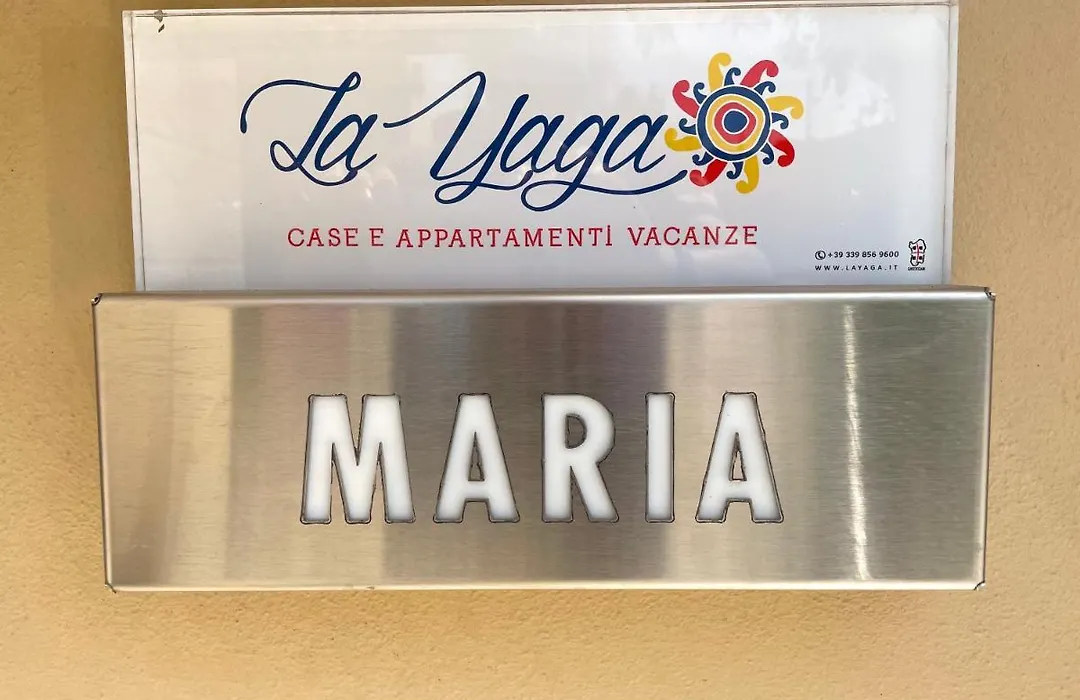 La Yaga
CASE E APPARTAMENTI VACANZE
+39 339 856 9600
WWW.LAYAGA.IT
MARIA